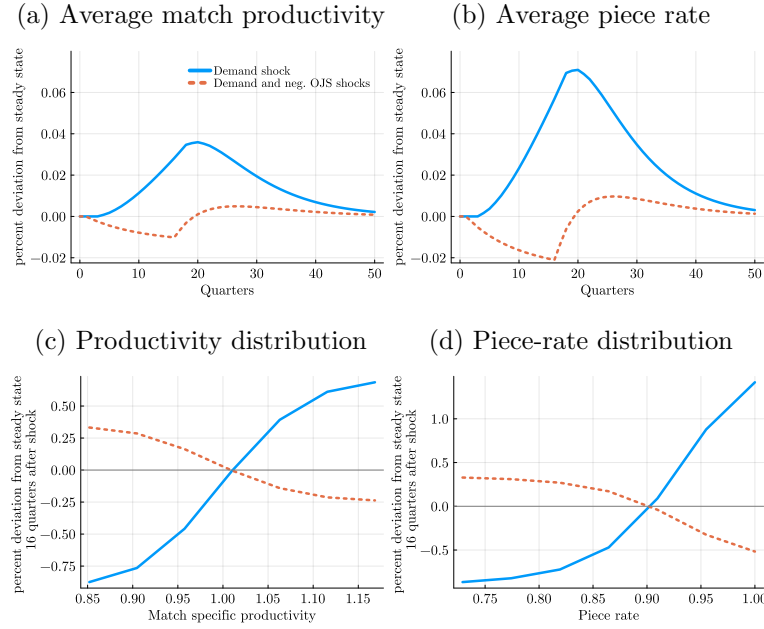 (a) Average match productivity
percent deviation from steady state
0.06
0.04
0.02
0.00
−0.02
Demand shock
Demand and neg. OJS shocks
0 10 20 30 40 50
Quarters
(b) Average piece rate
percent deviation from steady state
0.06
0.04
0.02
0.00
−0.02
0 10 20 30 40 50
Quarters
(c) Productivity distribution
percent deviation from steady state
16 quarters after shock
0.50
0.25
0.00
−0.25
−0.50
−0.75
0.85 0.90 0.95 1.00 1.05 1.10 1.15
Match specific productivity
(d) Piece-rate distribution
percent deviation from steady state
16 quarters after shock
1.0
0.5
0.0
−0.5
0.75 0.80 0.85 0.90 0.95 1.00
Piece rate